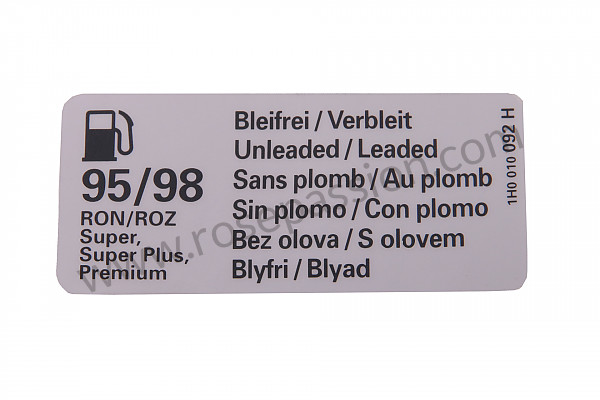 95/98
RON/ROZ
Super,
Super Plus,
Premium
Bleifrei / Verbleit
Unleaded / Leaded
Sans plomb / Au plomb
Sin plomo / Con plomo
Bez olova / S olovem
Blyfri / Blyad
1H0 010 092 H
www.rosepassion.com